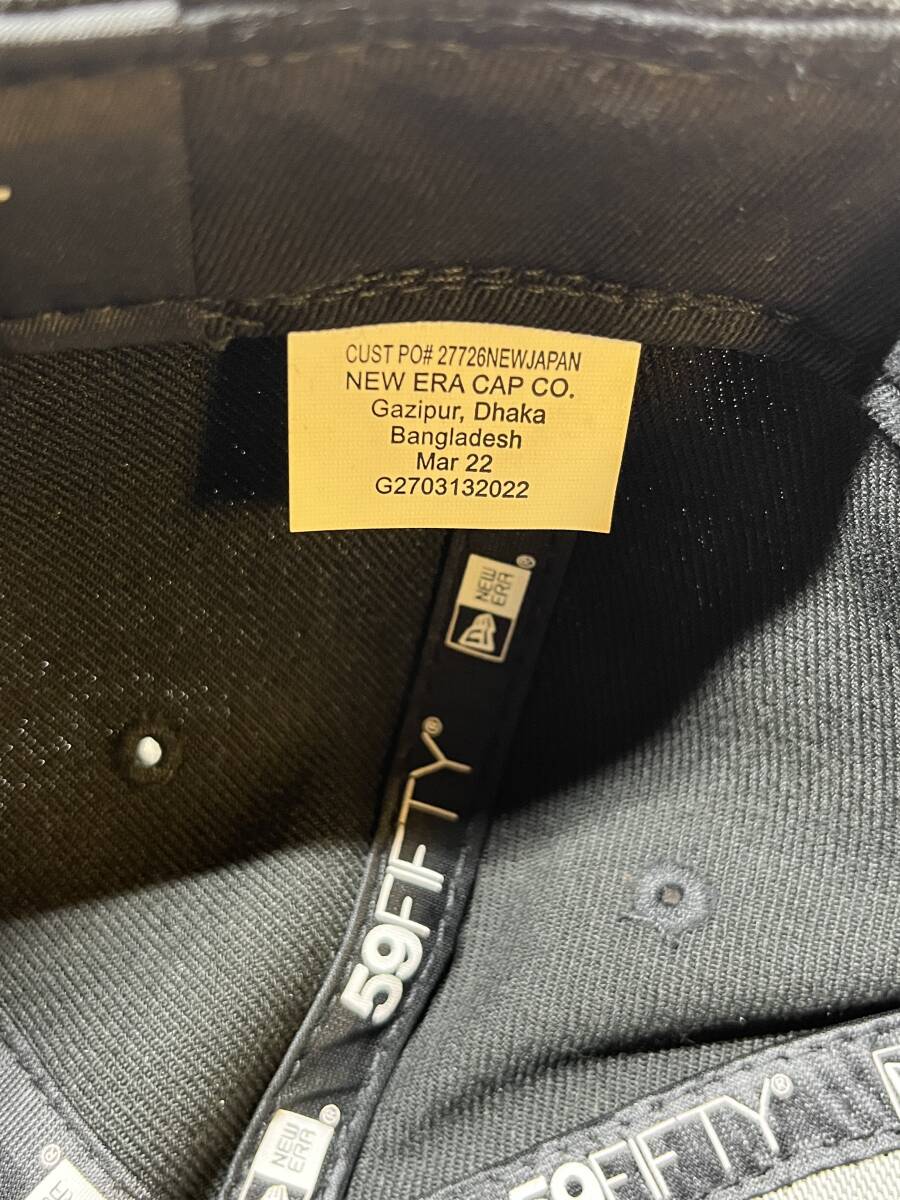 CUST PO# 27726NEWJAPAN
NEW ERA CAP CO.
Gazipur, Dhaka
Bangladesh
Mar 22
G2703132022
NEW ERA®
59FIFTY®
NEW ERA®
59FIFTY®